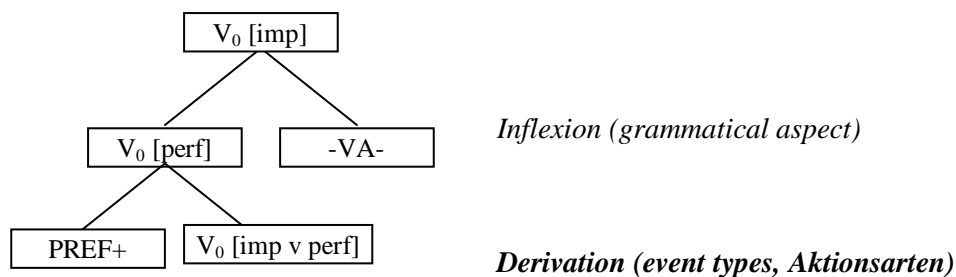 V₀ [imp]
V₀ [perf] -VA- Inflexion (grammatical aspect)
PREF+ V₀ [imp v perf] Derivation (event types, Aktionsarten)